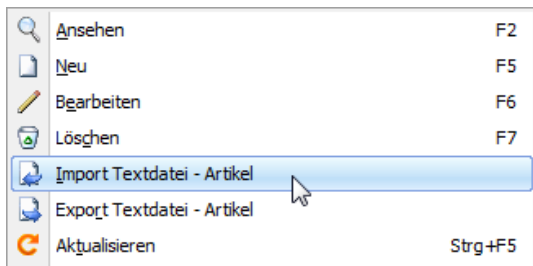 Ansehen F2
Neu F5
Bearbeiten F6
Löschen F7
Import Textdatei - Artikel
Export Textdatei - Artikel
Aktualisieren Strg+F5